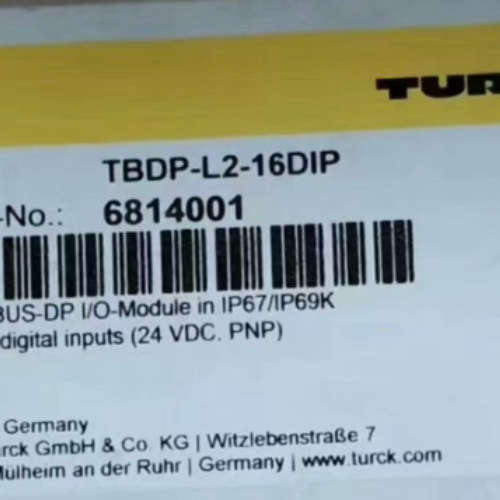 TUR
TBDP-L2-16DIP
-No.: 6814001
BUS-DP I/O-Module in IP67/IP69K
digital inputs (24 VDC, PNP)
Germany
urck GmbH & Co. KG | Witzlebenstraße 7
Mülheim an der Ruhr | Germany | www.turck.com